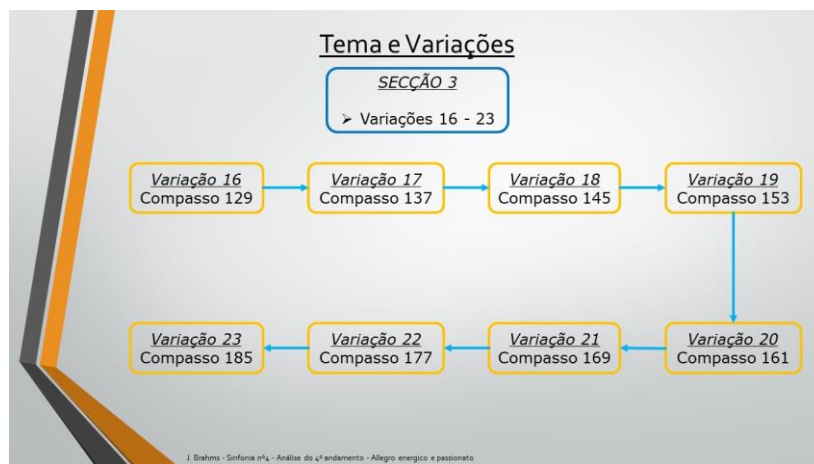 Tema e Variações
SECÇÃO 3
➢ Variações 16 - 23
Variação 16
Compasso 129
Variação 17
Compasso 137
Variação 18
Compasso 145
Variação 19
Compasso 153
Variação 20
Compasso 161
Variação 21
Compasso 169
Variação 22
Compasso 177
Variação 23
Compasso 185
J. Brahms - Sinfonia nº4 - Análise do 4º andamento - Allegro energico e passionato